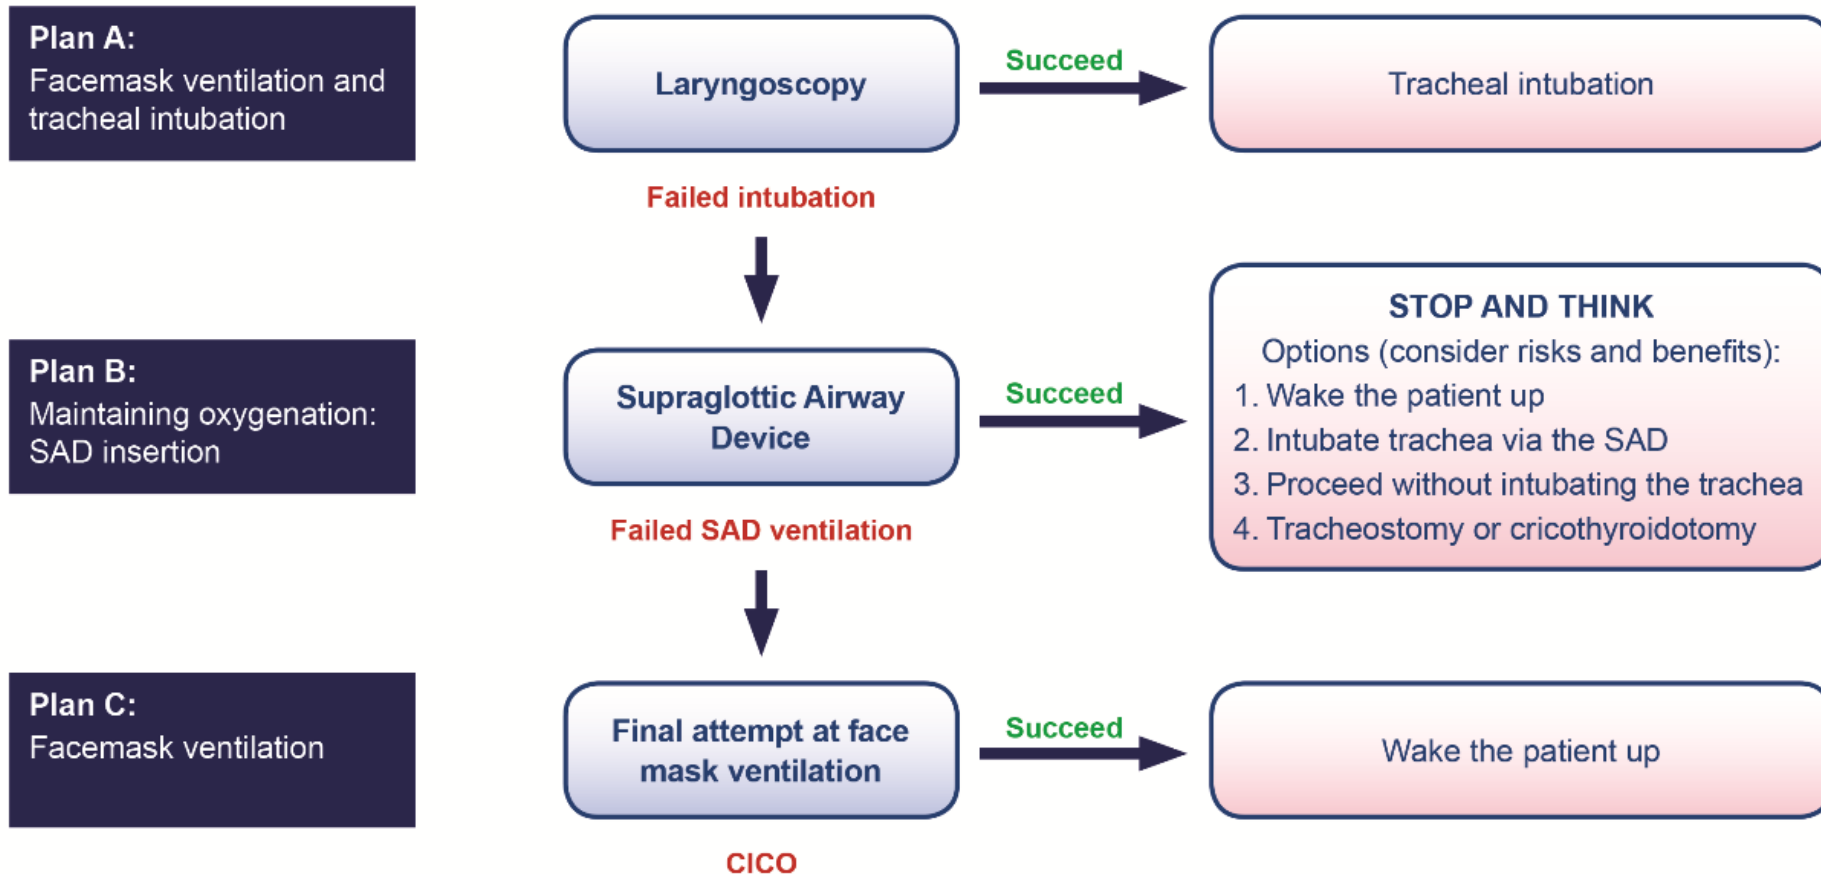 Plan A:
Facemask ventilation and
tracheal intubation
Laryngoscopy
Succeed
Tracheal intubation
Failed intubation
Plan B:
Maintaining oxygenation:
SAD insertion
Supraglottic Airway
Device
Succeed
STOP AND THINK
Options (consider risks and benefits):
1. Wake the patient up
2. Intubate trachea via the SAD
3. Proceed without intubating the trachea
4. Tracheostomy or cricothyroidotomy
Failed SAD ventilation
Plan C:
Facemask ventilation
Final attempt at face
mask ventilation
Succeed
Wake the patient up
CICO